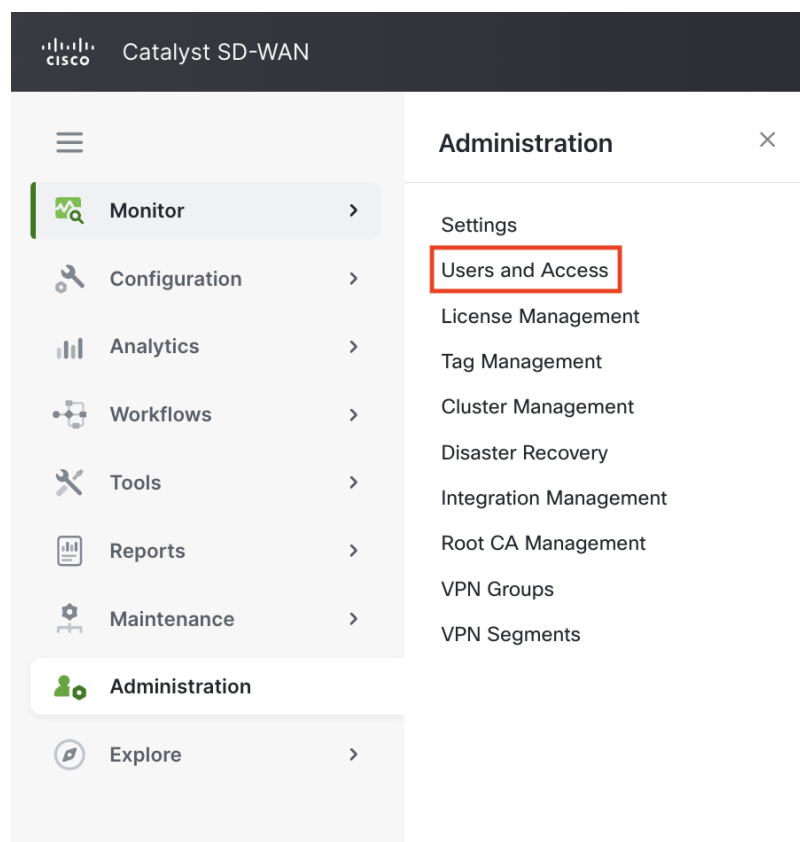 cisco
Catalyst SD-WAN
Monitor
Configuration
Analytics
Workflows
Tools
Reports
Maintenance
Administration
Explore
Administration
Settings
Users and Access
License Management
Tag Management
Cluster Management
Disaster Recovery
Integration Management
Root CA Management
VPN Groups
VPN Segments